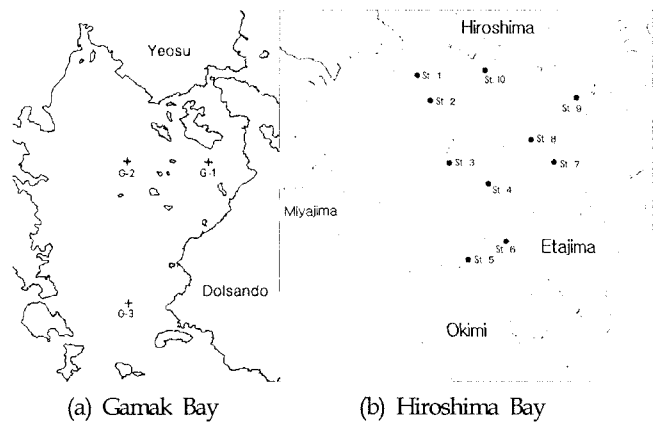 Yeosu
G-2
G-1
Dolsando
G-3
(a) Gamak Bay
Hiroshima
St. 1
St. 10
St. 2
St. 9
St. 8
St. 3
St. 7
St. 4
Miyajima
St. 6
Etajima
St. 5
Okimi
(b) Hiroshima Bay